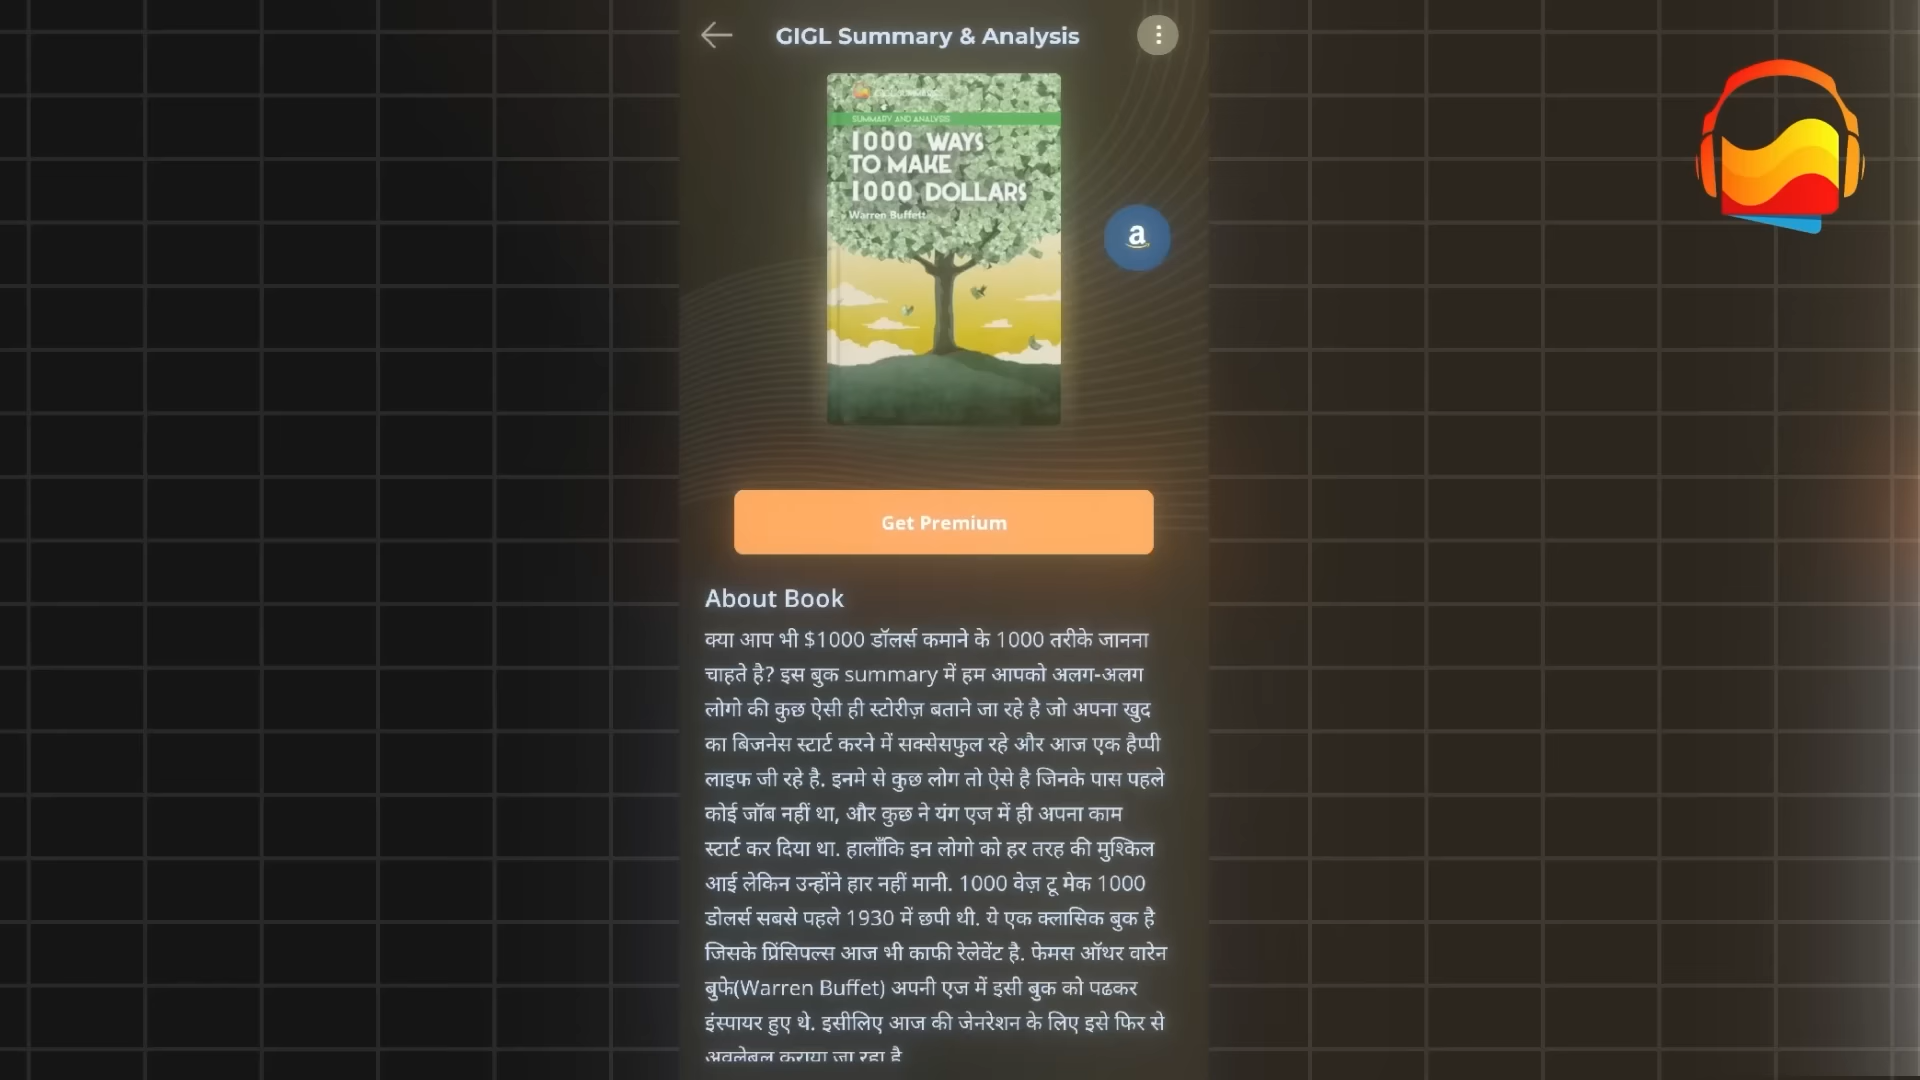 GIGL Summary & Analysis
SUMMARY AND ANALYSIS
1000 WAYS
TO MAKE
1000 DOLLARS
Warren Buffett
a
Get Premium
About Book
क्या आप भी $1000 डॉलर्स कमाने के 1000 तरीके जानना
चाहते है? इस बुक summary में हम आपको अलग-अलग
लोगो की कुछ ऐसी ही स्टोरीज़ बताने जा रहे है जो अपना खुद
का बिजनेस स्टार्ट करने में सक्सेसफुल रहे और आज एक हैप्पी
लाइफ जी रहे है. इनमे से कुछ लोग तो ऐसे है जिनके पास पहले
कोई जॉब नहीं था, और कुछ ने यंग एज में ही अपना काम
स्टार्ट कर दिया था. हालाँकि इन लोगो को हर तरह की मुश्किल
आई लेकिन उन्होंने हार नहीं मानी. 1000 वेज़ टू मेक 1000
डोलर्स सबसे पहले 1930 में छपी थी. ये एक क्लासिक बुक है
जिसके प्रिंसिपल्स आज भी काफी रेलेवेंट है. फेमस ऑथर वारेन
बुफे(Warren Buffet) अपनी एज में इसी बुक को पढकर
इंस्पायर हुए थे. इसीलिए आज की जेनरेशन के लिए इसे फिर से
अवलेबल कराया जा रहा है